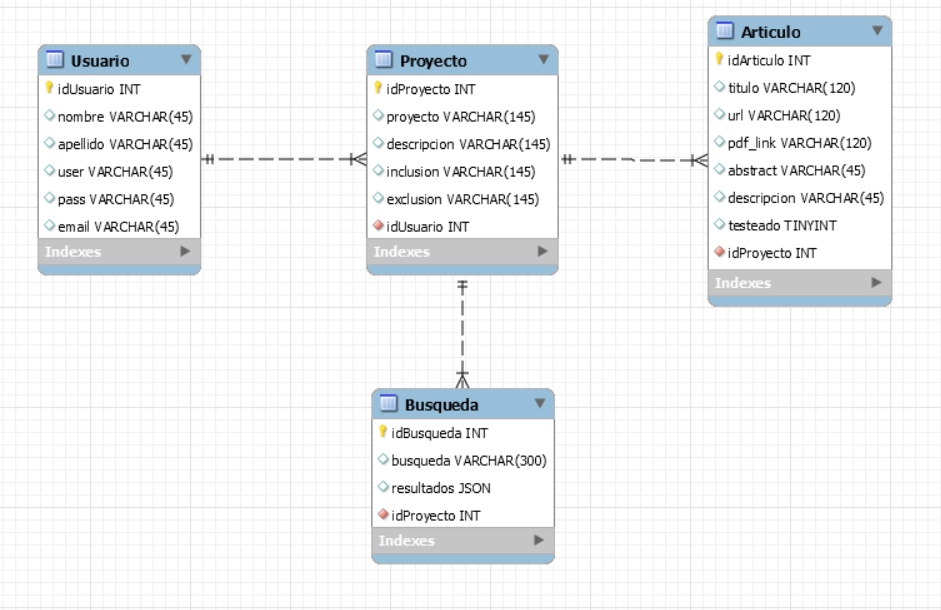 Usuario
idUsuario INT
nombre VARCHAR(45)
apellido VARCHAR(45)
user VARCHAR(45)
pass VARCHAR(45)
email VARCHAR(45)
Indexes
Proyecto
idProyecto INT
proyecto VARCHAR(145)
descripcion VARCHAR(145)
inclusion VARCHAR(145)
exclusion VARCHAR(145)
idUsuario INT
Indexes
Articulo
idArticulo INT
titulo VARCHAR(120)
url VARCHAR(120)
pdf_link VARCHAR(120)
abstract VARCHAR(45)
descripcion VARCHAR(45)
testeado TINYINT
idProyecto INT
Indexes
Busqueda
idBusqueda INT
busqueda VARCHAR(300)
resultados JSON
idProyecto INT
Indexes